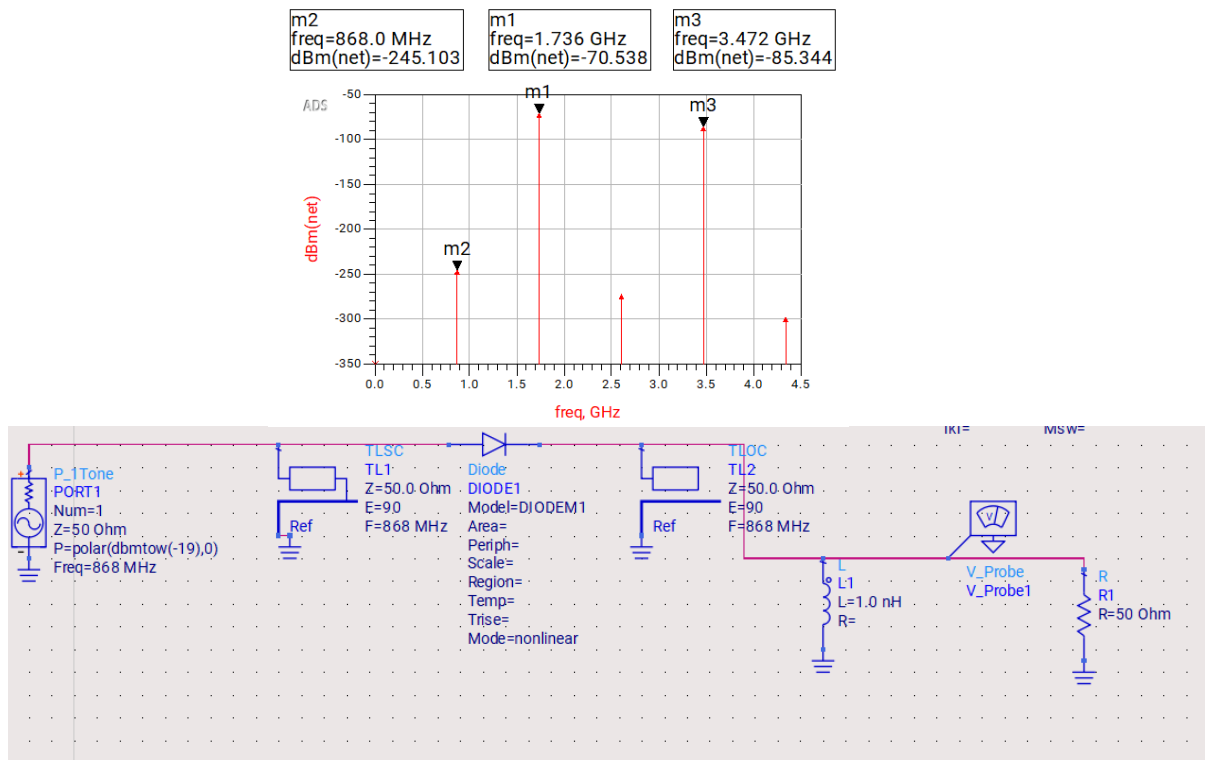 m2
freq=868.0 MHz
dBm(net)=-245.103
m1
freq=1.736 GHz
dBm(net)=-70.538
m3
freq=3.472 GHz
dBm(net)=-85.344
ADS
m1
m3
m2
-50
-100
-150
-200
-250
-300
-350
dBm(net)
0.0 0.5 1.0 1.5 2.0 2.5 3.0 3.5 4.0 4.5
freq, GHz
P_1Tone
PORT1
Num=1
Z=50 Ohm
P=polar(dbmtow(-19),0)
Freq=868 MHz
TLSC
TL1
Z=50.0 Ohm
E=90
F=868 MHz
Ref
Diode
DIODE1
Model=DIODEM1
Area=
Periph=
Scale=
Region=
Temp=
Trise=
Mode=nonlinear
TLOC
TL2
Z=50.0 Ohm
E=90
F=868 MHz
Ref
L
L1
L=1.0 nH
R=
V
V_Probe
V_Probe1
R
R1
R=50 Ohm